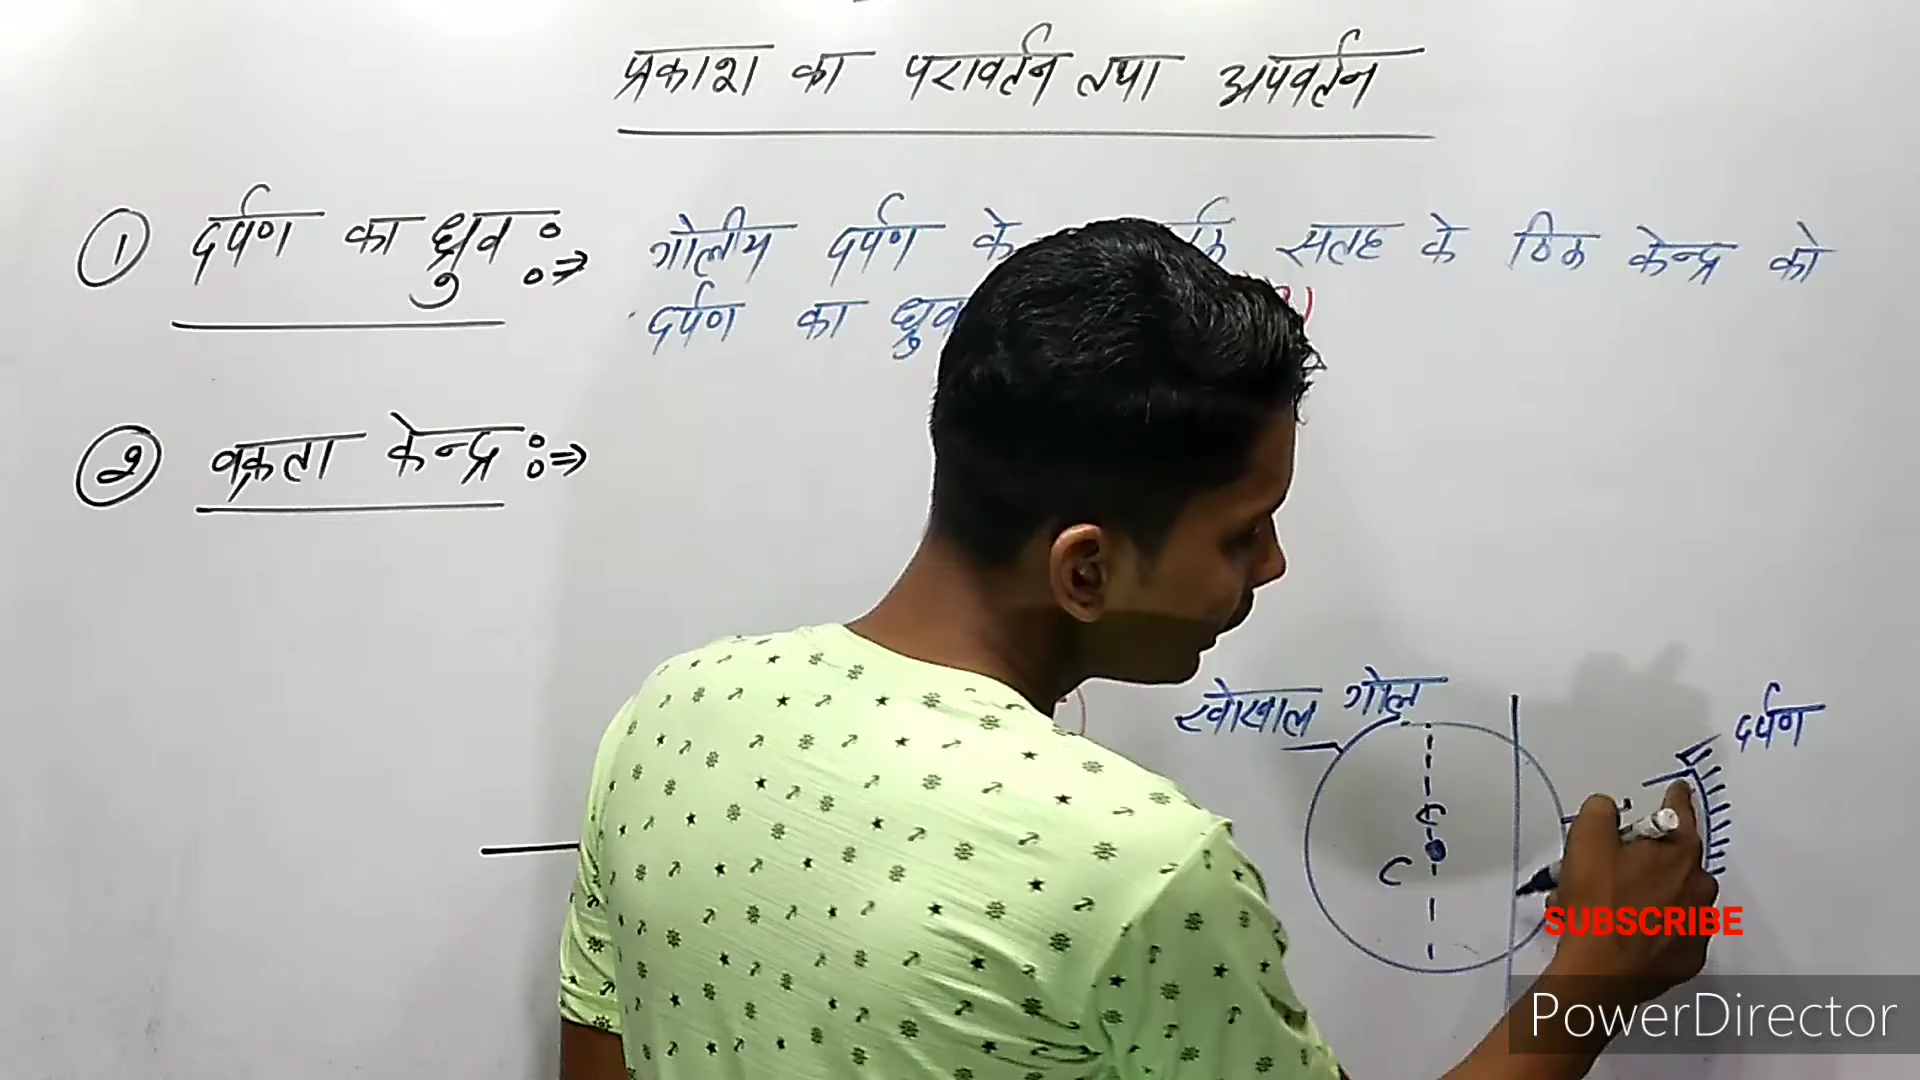 प्रकाश का परावर्तन तथा अपवर्तन
① दर्पण का ध्रुव :⇒ गोलीय दर्पण के सतह के ठिक केन्द्र को
दर्पण का ध्रुव
② वक्रता केन्द्र :⇒
खोखाल गोला
दर्पण
C
SUBSCRIBE
PowerDirector